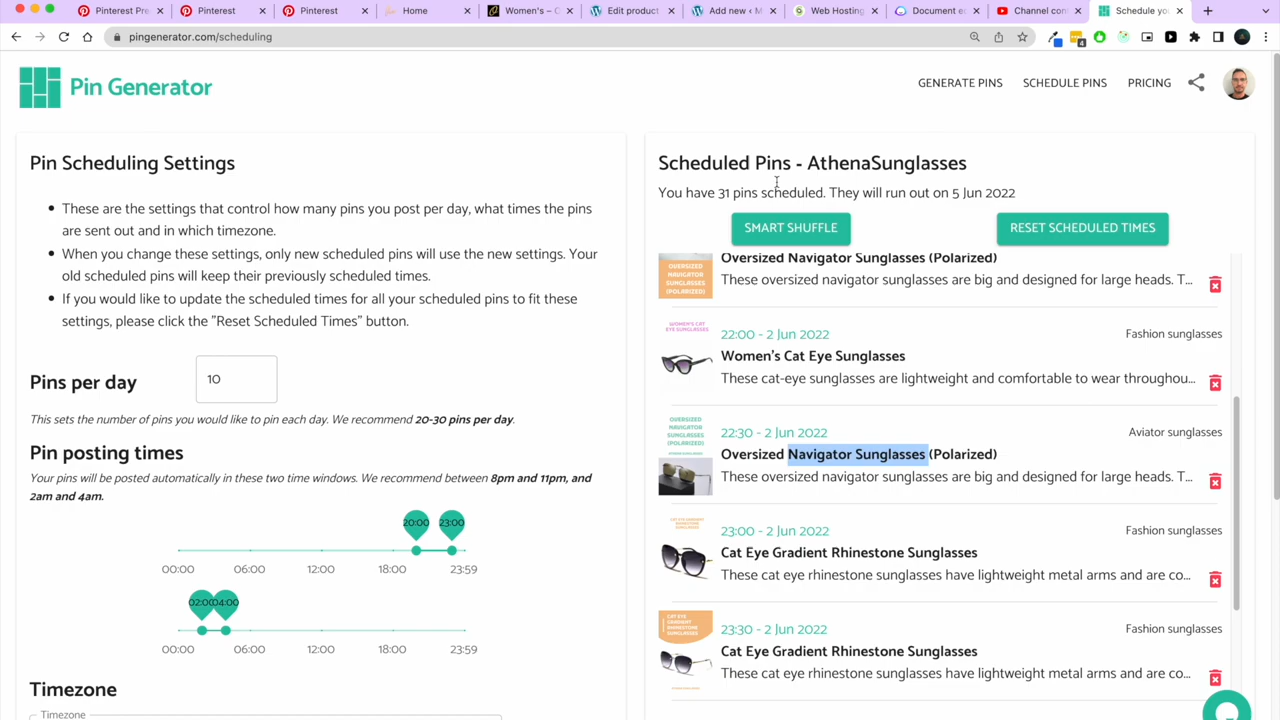 Pinterest Pre
Pinterest
Pinterest
Home
Women's – C
Edit product
Add new ‹ M
Web Hosting
Document e
Channel con
Schedule yo
pingenerator.com/scheduling
4
Pin Generator
GENERATE PINS
SCHEDULE PINS
PRICING
Pin Scheduling Settings
These are the settings that control how many pins you post per day, what times the pins
are sent out and in which timezone.
When you change these settings, only new scheduled pins will use the new settings. Your
old scheduled pins will keep their previously scheduled times.
If you would like to update the scheduled times for all your scheduled pins to fit these
settings, please click the "Reset Scheduled Times" button.
Pins per day
10
This sets the number of pins you would like to pin each day. We recommend 20-30 pins per day.
Pin posting times
Your pins will be posted automatically in these two time windows. We recommend between 8pm and 11pm, and
2am and 4am.
23:00
00:00 06:00 12:00 18:00 23:59
02:00 04:00
00:00 06:00 12:00 18:00 23:59
Timezone
Timezone
Scheduled Pins - AthenaSunglasses
You have 31 pins scheduled. They will run out on 5 Jun 2022
SMART SHUFFLE
RESET SCHEDULED TIMES
OVERSIZED
NAVIGATOR
SUNGLASSES
(POLARIZED)
Oversized Navigator Sunglasses (Polarized)
These oversized navigator sunglasses are big and designed for large heads. T...
WOMEN'S CAT
EYE SUNGLASSES
22:00 - 2 Jun 2022
Fashion sunglasses
Women's Cat Eye Sunglasses
These cat-eye sunglasses are lightweight and comfortable to wear throughou...
OVERSIZED
NAVIGATOR
SUNGLASSES
(POLARIZED)
22:30 - 2 Jun 2022
Aviator sunglasses
Oversized Navigator Sunglasses (Polarized)
These oversized navigator sunglasses are big and designed for large heads. T...
CAT EYE GRADIENT
RHINESTONE
SUNGLASSES
23:00 - 2 Jun 2022
Fashion sunglasses
Cat Eye Gradient Rhinestone Sunglasses
These cat eye rhinestone sunglasses have lightweight metal arms and are co...
CAT EYE
GRADIENT
RHINESTONE
SUNGLASSES
23:30 - 2 Jun 2022
Fashion sunglasses
Cat Eye Gradient Rhinestone Sunglasses
These cat eye rhinestone sunglasses have lightweight metal arms and are co...